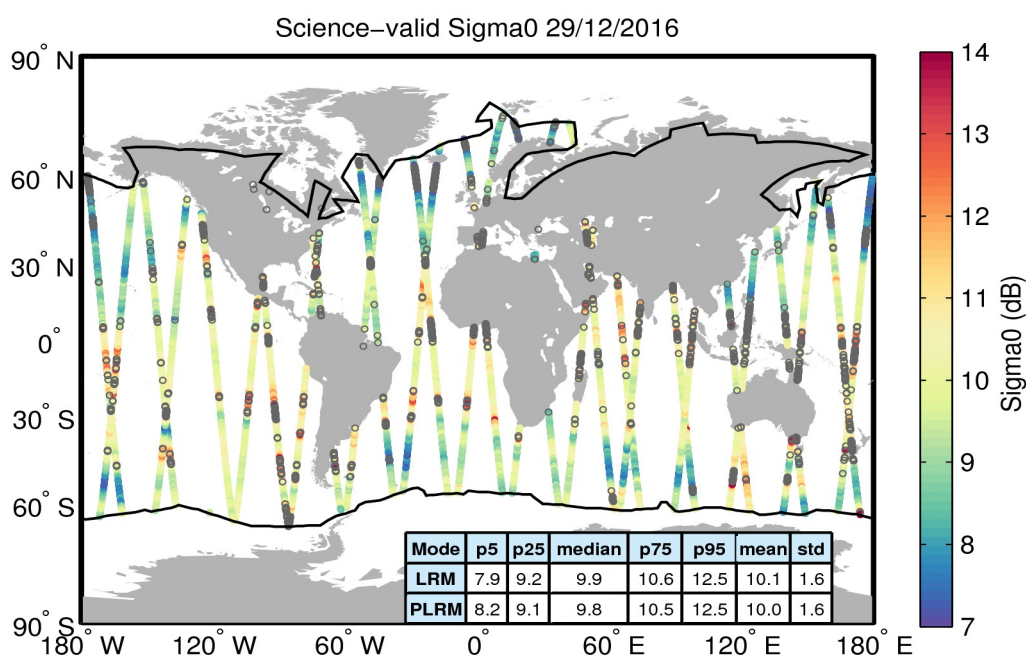 Science−valid Sigma0 29/12/2016
90° N
60° N
30° N
0°
30° S
60° S
90° S
180° W
120° W
60° W
0°
60° E
120° E
180° E
14
13
12
11
10
9
8
7
Sigma0 (dB)
Mode p5 p25 median p75 p95 mean std
LRM 7.9 9.2 9.9 10.6 12.5 10.1 1.6
PLRM 8.2 9.1 9.8 10.5 12.5 10.0 1.6